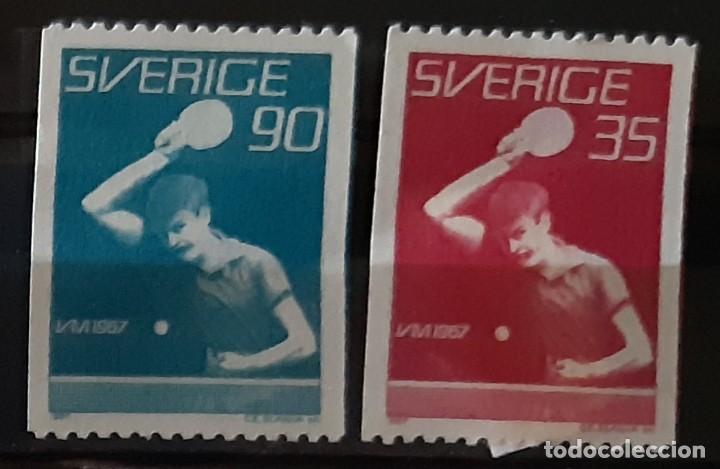 SVERIGE
90
VM 1967
SVERIGE
35
VM 1967
todocoleccion